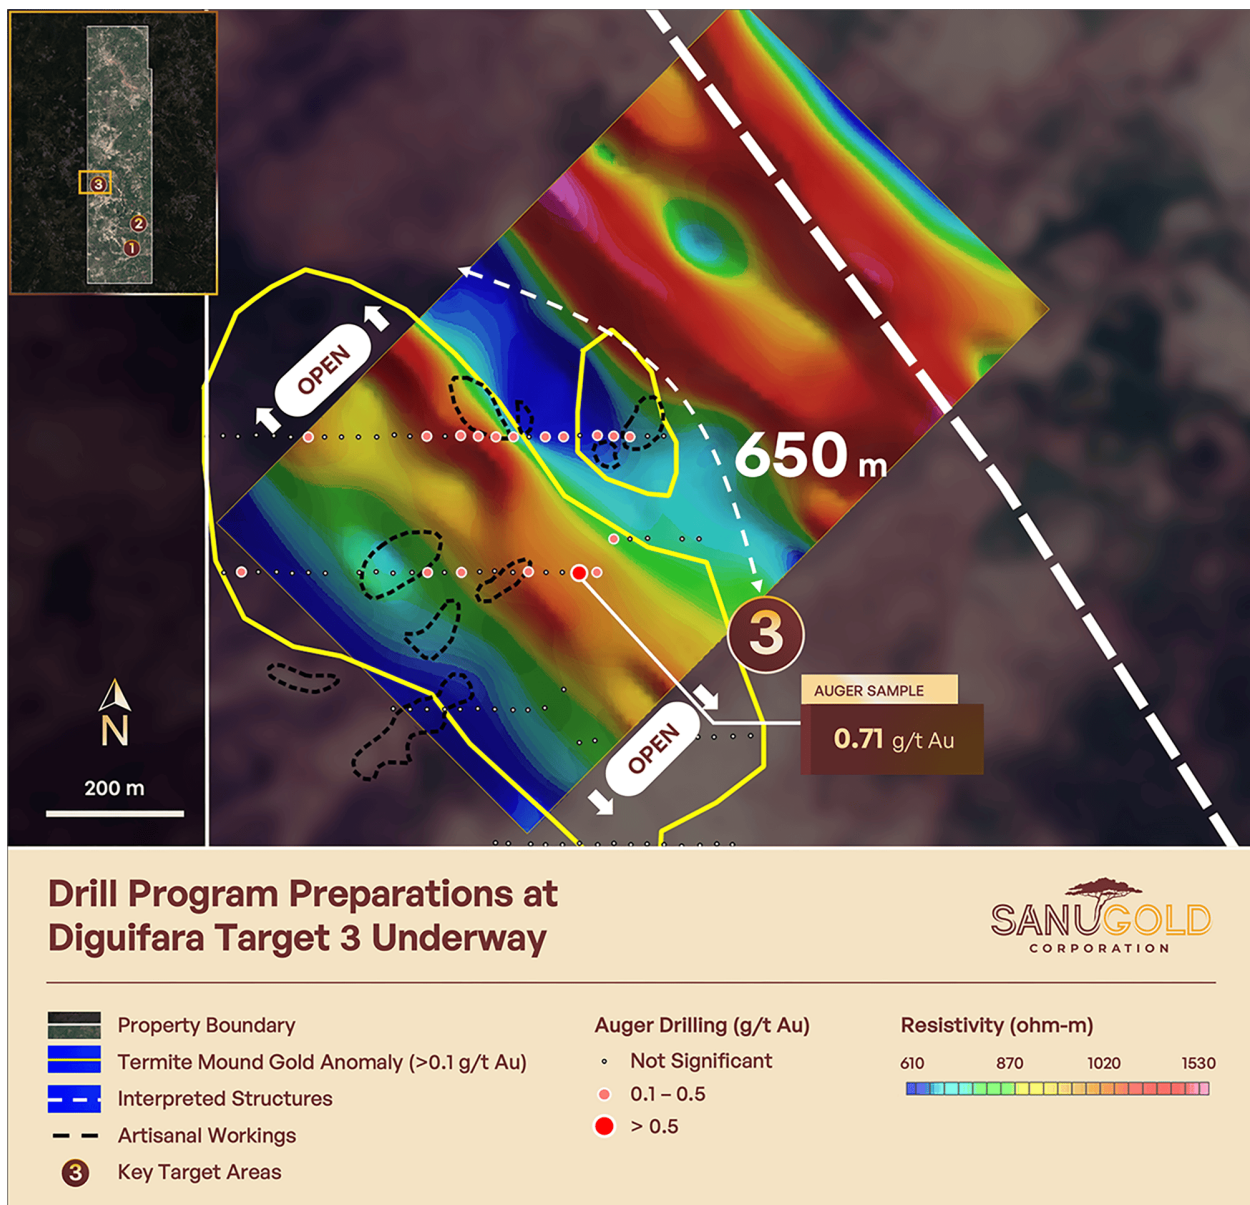 3
2
1
OPEN
650 m
3
AUGER SAMPLE
0.71 g/t Au
OPEN
N
200 m
Drill Program Preparations at
Diguifara Target 3 Underway
SANUGOLD
CORPORATION
Property Boundary
Termite Mound Gold Anomaly (>0.1 g/t Au)
Interpreted Structures
Artisanal Workings
3 Key Target Areas
Auger Drilling (g/t Au)
Not Significant
0.1 – 0.5
> 0.5
Resistivity (ohm-m)
610 870 1020 1530